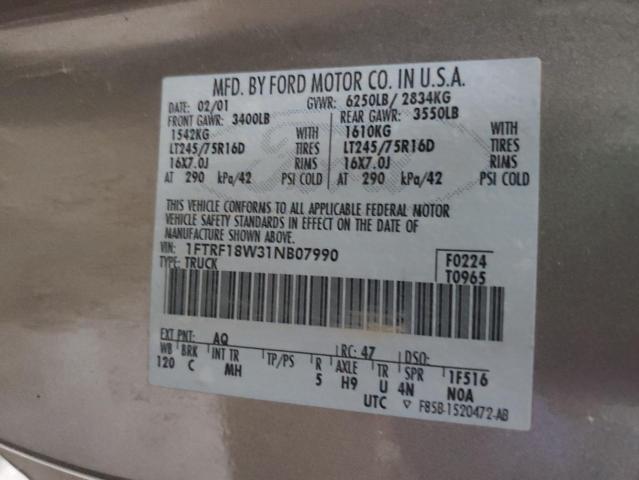 MFD. BY FORD MOTOR CO. IN U.S.A.
DATE: 02/01 GVWR: 6250LB/ 2834KG
FRONT GAWR: 3400LB REAR GAWR: 3550LB
1542KG WITH 1610KG WITH
LT245/75R16D TIRES LT245/75R16D TIRES
16X7.0J RIMS 16X7.0J RIMS
AT 290 kPa/42 PSI COLD AT 290 kPa/42 PSI COLD
THIS VEHICLE CONFORMS TO ALL APPLICABLE FEDERAL MOTOR
VEHICLE SAFETY STANDARDS IN EFFECT ON THE DATE OF
MANUFACTURE SHOWN ABOVE.
VIN: 1FTRF18W31NB07990 F0224
TYPE: TRUCK T0965
EXT PNT: AQ RC: 47 DSO:
WB BRK INT TR TP/PS R AXLE TR SPR 1F516
120 C MH 5 H9 U 4N N0A
UTC ▽ F85B-1520472-AB